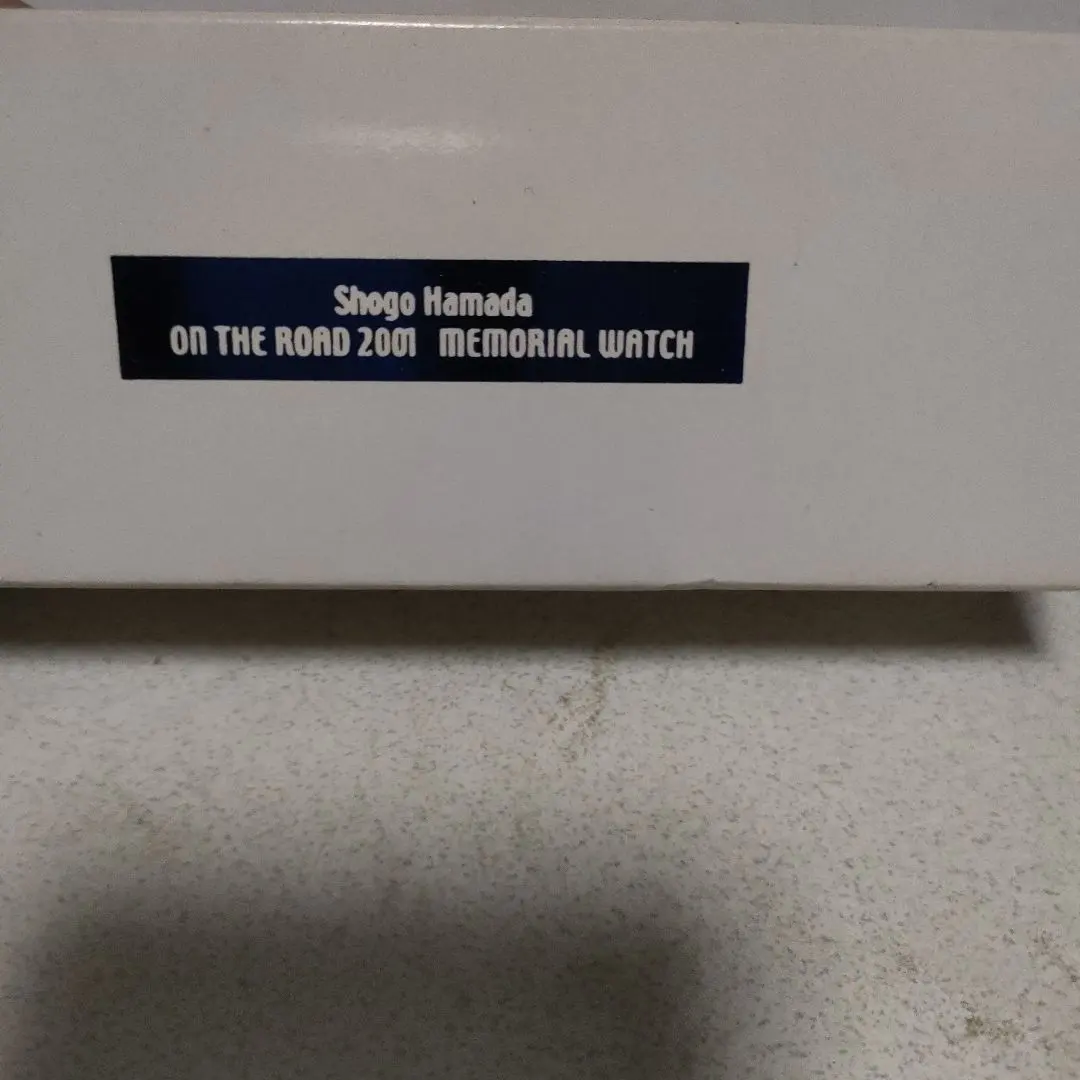 Shogo Hamada
ON THE ROAD 2001 MEMORIAL WATCH